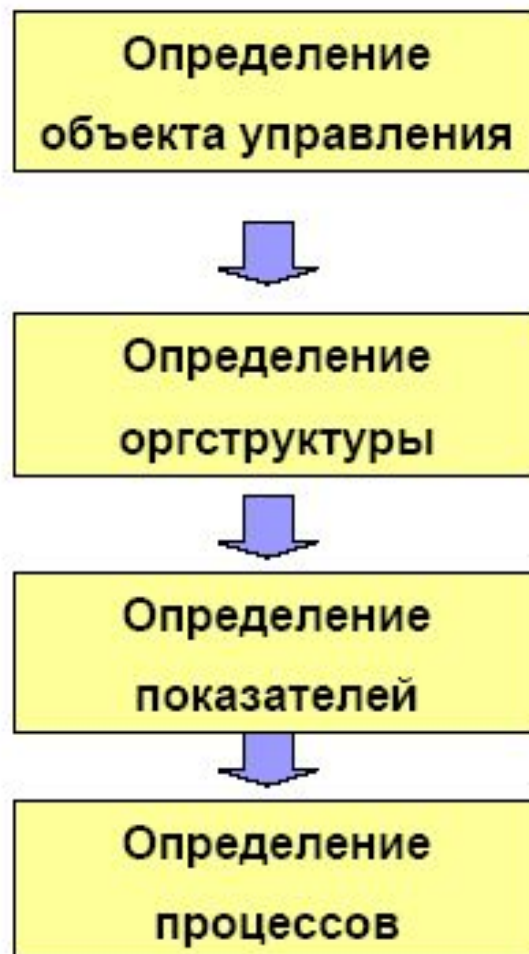 Определение
объекта управления
Определение
оргструктуры
Определение
показателей
Определение
процессов